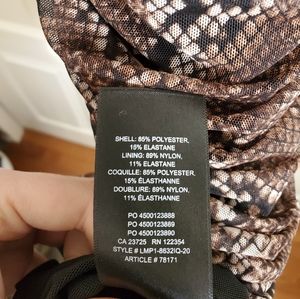 SHELL: 85% POLYESTER,
15% ELASTANE
LINING: 89% NYLON,
11% ELASTANE
COQUILLE: 85% POLYESTER,
15% ÉLASTHANNE
DOUBLURE: 89% NYLON,
11% ÉLASTHANNE
PO 4500123888
PO 4500123889
PO 4500123890
CA 23725 RN 122354
STYLE # LMP1-8632IQ-20
ARTICLE # 78171